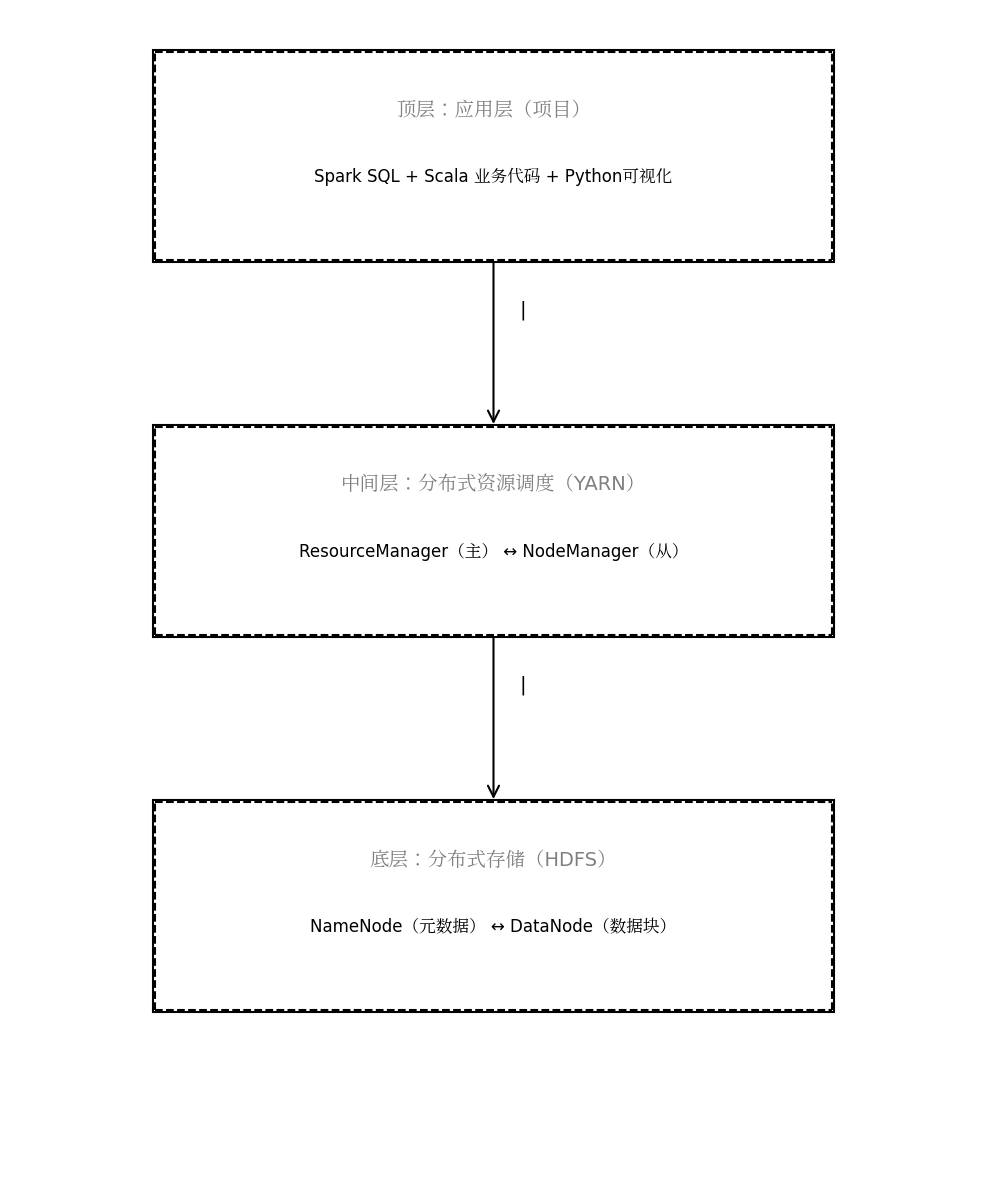 顶层：应用层（项目）
Spark SQL + Scala 业务代码 + Python可视化
|
中间层：分布式资源调度（YARN）
ResourceManager（主） ↔ NodeManager（从）
|
底层：分布式存储（HDFS）
NameNode（元数据） ↔ DataNode（数据块）